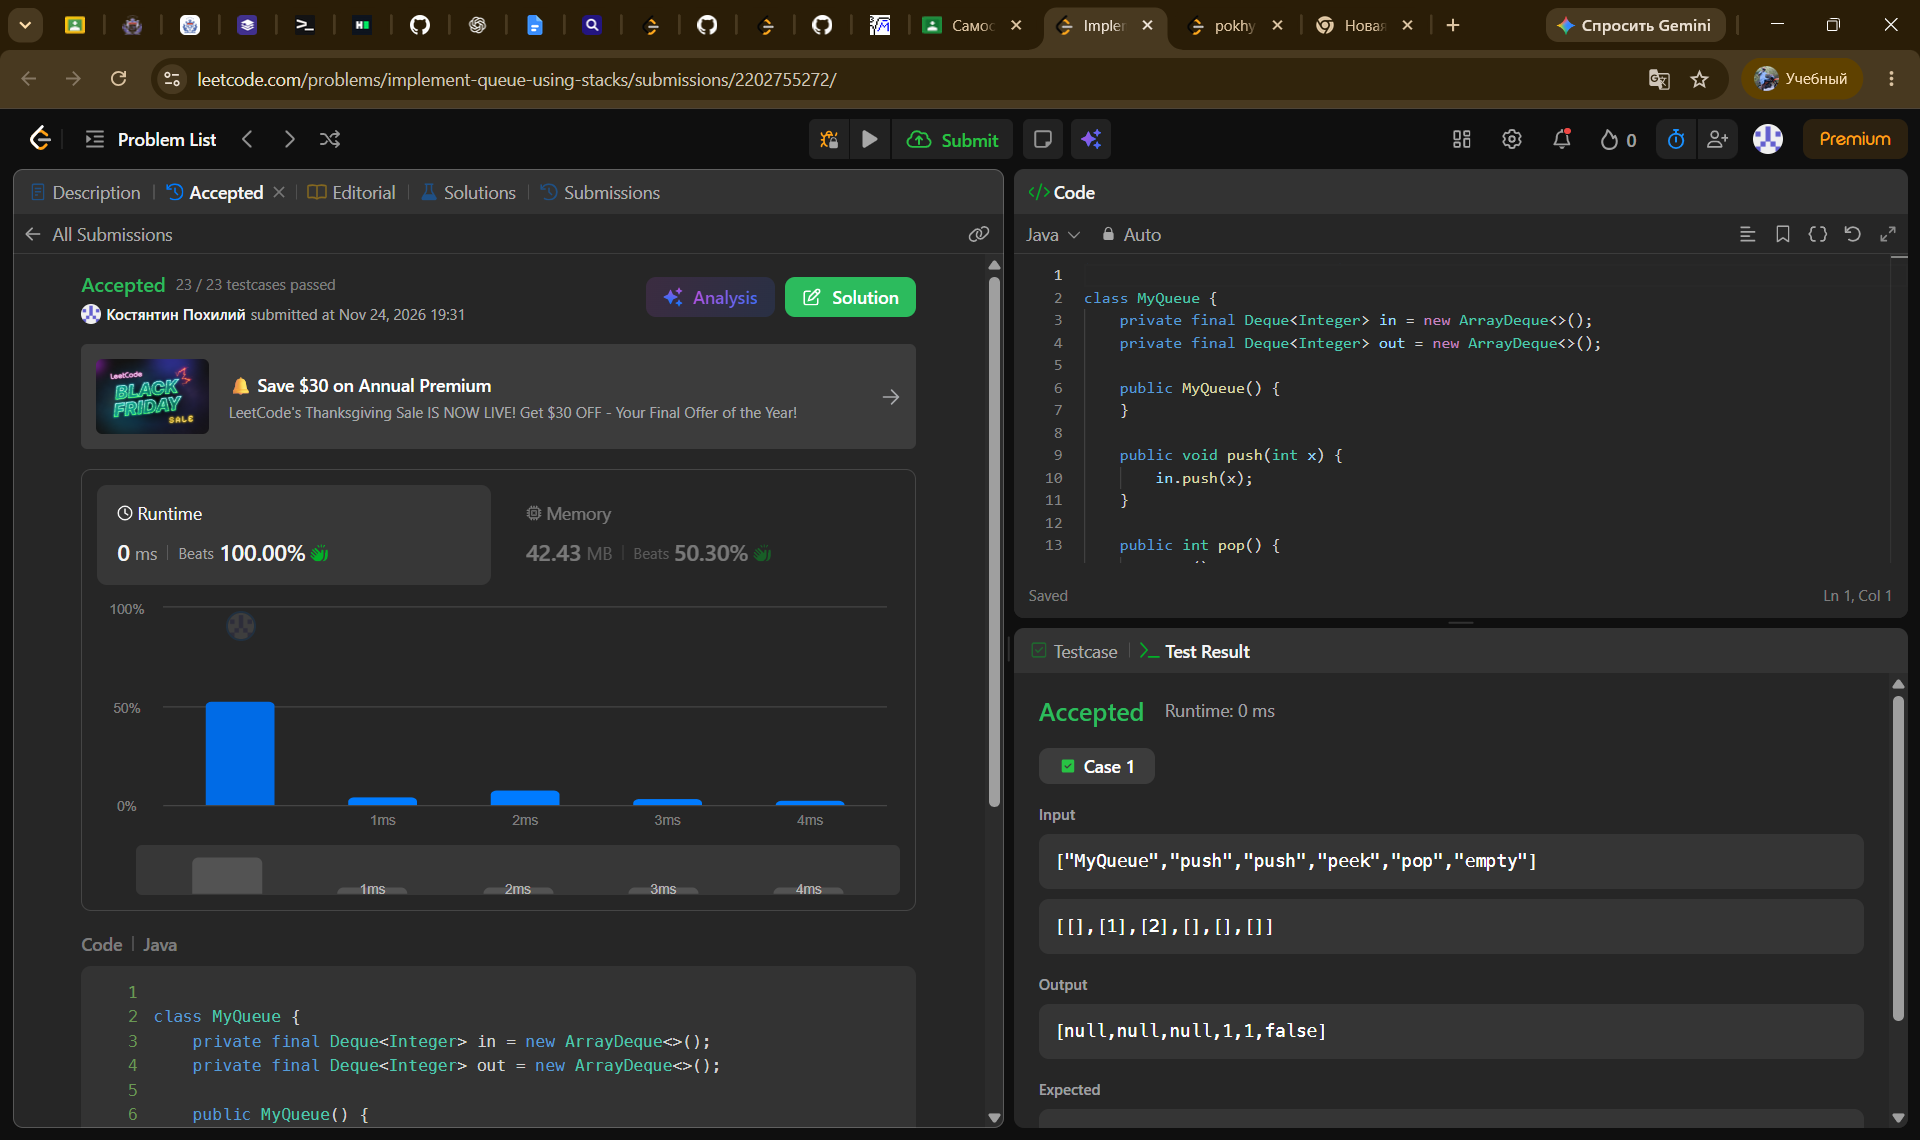 Самос
Impler
pokhy
Новая
Спросить Gemini
leetcode.com/problems/implement-queue-using-stacks/submissions/2202755272/
Учебный
Problem List
Submit
0
Premium
Description
Accepted
Editorial
Solutions
Submissions
All Submissions
Accepted 23 / 23 testcases passed
Костянтин Похилий submitted at Nov 24, 2026 19:31
Analysis
Solution
LeetCode
BLACK
FRIDAY
SALE
Save $30 on Annual Premium
LeetCode's Thanksgiving Sale IS NOW LIVE! Get $30 OFF - Your Final Offer of the Year!
Runtime
0 ms Beats 100.00%
Memory
42.43 MB Beats 50.30%
100%
50%
0%
1ms 2ms 3ms 4ms
1ms 2ms 3ms 4ms
Code | Java
1
2 class MyQueue {
3 private final Deque<Integer> in = new ArrayDeque<>();
4 private final Deque<Integer> out = new ArrayDeque<>();
5
6 public MyQueue() {
</> Code
Java Auto
1
2 class MyQueue {
3 private final Deque<Integer> in = new ArrayDeque<>();
4 private final Deque<Integer> out = new ArrayDeque<>();
5
6 public MyQueue() {
7 }
8
9 public void push(int x) {
10 in.push(x);
11 }
12
13 public int pop() {
Saved
Ln 1, Col 1
Testcase
Test Result
Accepted Runtime: 0 ms
Case 1
Input
["MyQueue","push","push","peek","pop","empty"]
[[],[1],[2],[],[],[]]
Output
[null,null,null,1,1,false]
Expected